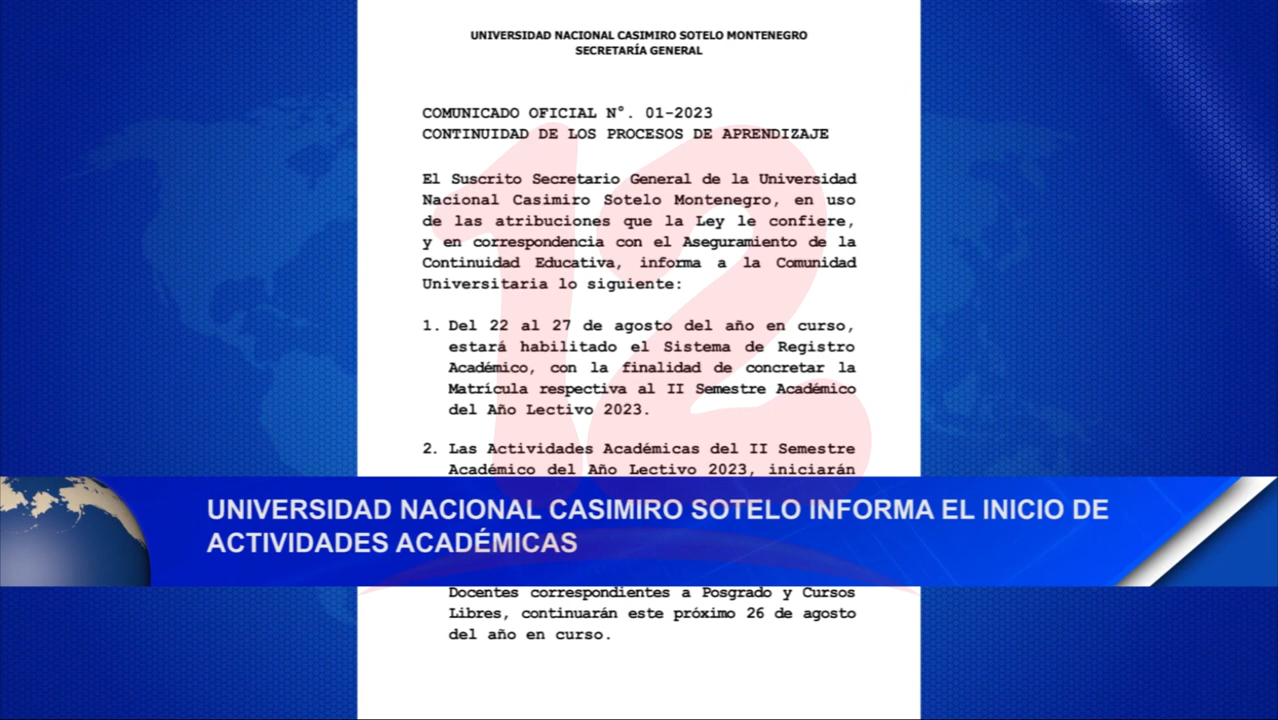 UNIVERSIDAD NACIONAL CASIMIRO SOTELO MONTENEGRO
SECRETARÍA GENERAL
COMUNICADO OFICIAL N°. 01-2023
CONTINUIDAD DE LOS PROCESOS DE APRENDIZAJE
El Suscrito Secretario General de la Universidad
Nacional Casimiro Sotelo Montenegro, en uso
de las atribuciones que la Ley le confiere,
y en correspondencia con el Aseguramiento de la
Continuidad Educativa, informa a la Comunidad
Universitaria lo siguiente:
1. Del 22 al 27 de agosto del año en curso,
estará habilitado el Sistema de Registro
Académico, con la finalidad de concretar la
Matrícula respectiva al II Semestre Académico
del Año Lectivo 2023.
2. Las Actividades Académicas del II Semestre
Académico del Año Lectivo 2023, iniciarán
UNIVERSIDAD NACIONAL CASIMIRO SOTELO INFORMA EL INICIO DE
ACTIVIDADES ACADÉMICAS
Docentes correspondientes a Posgrado y Cursos
Libres, continuarán este próximo 26 de agosto
del año en curso.
12